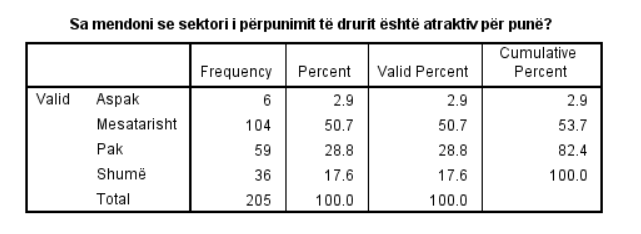 Sa mendoni se sektori i përpunimit të drurit është atraktiv për punë?
Frequency Percent Valid Percent Cumulative Percent
Valid Aspak 6 2.9 2.9 2.9
Mesatarisht 104 50.7 50.7 53.7
Pak 59 28.8 28.8 82.4
Shumë 36 17.6 17.6 100.0
Total 205 100.0 100.0